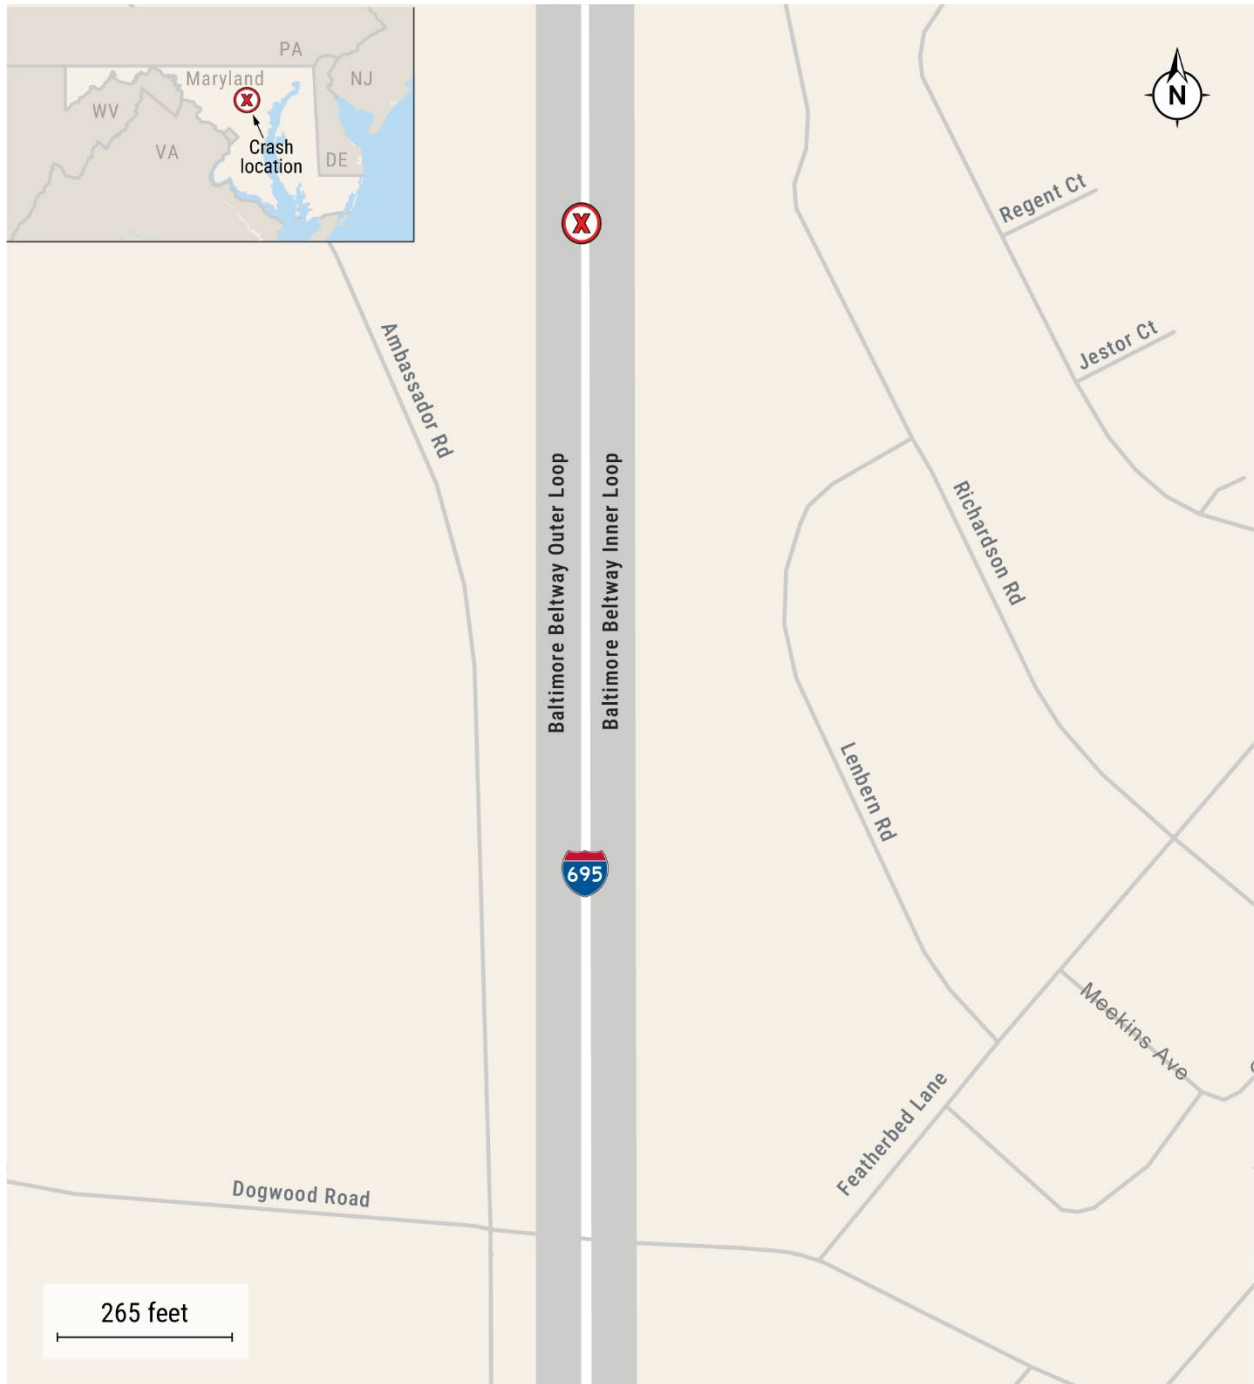 PA
Maryland
NJ
WV
X
Crash
location
VA
DE
N
X
Regent Ct
Jestor Ct
Ambassador Rd
Baltimore Beltway Outer Loop
Baltimore Beltway Inner Loop
Richardson Rd
Lenbern Rd
695
Meekins Ave
Featherbed Lane
Dogwood Road
265 feet